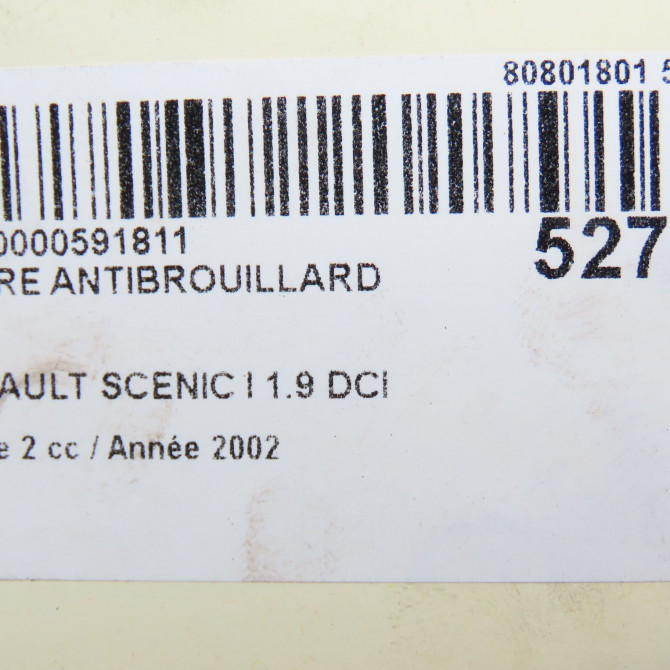 80801801 5
0000591811
527
RE ANTIBROUILLARD
AULT SCENIC I 1.9 DCI
e 2 cc / Année 2002